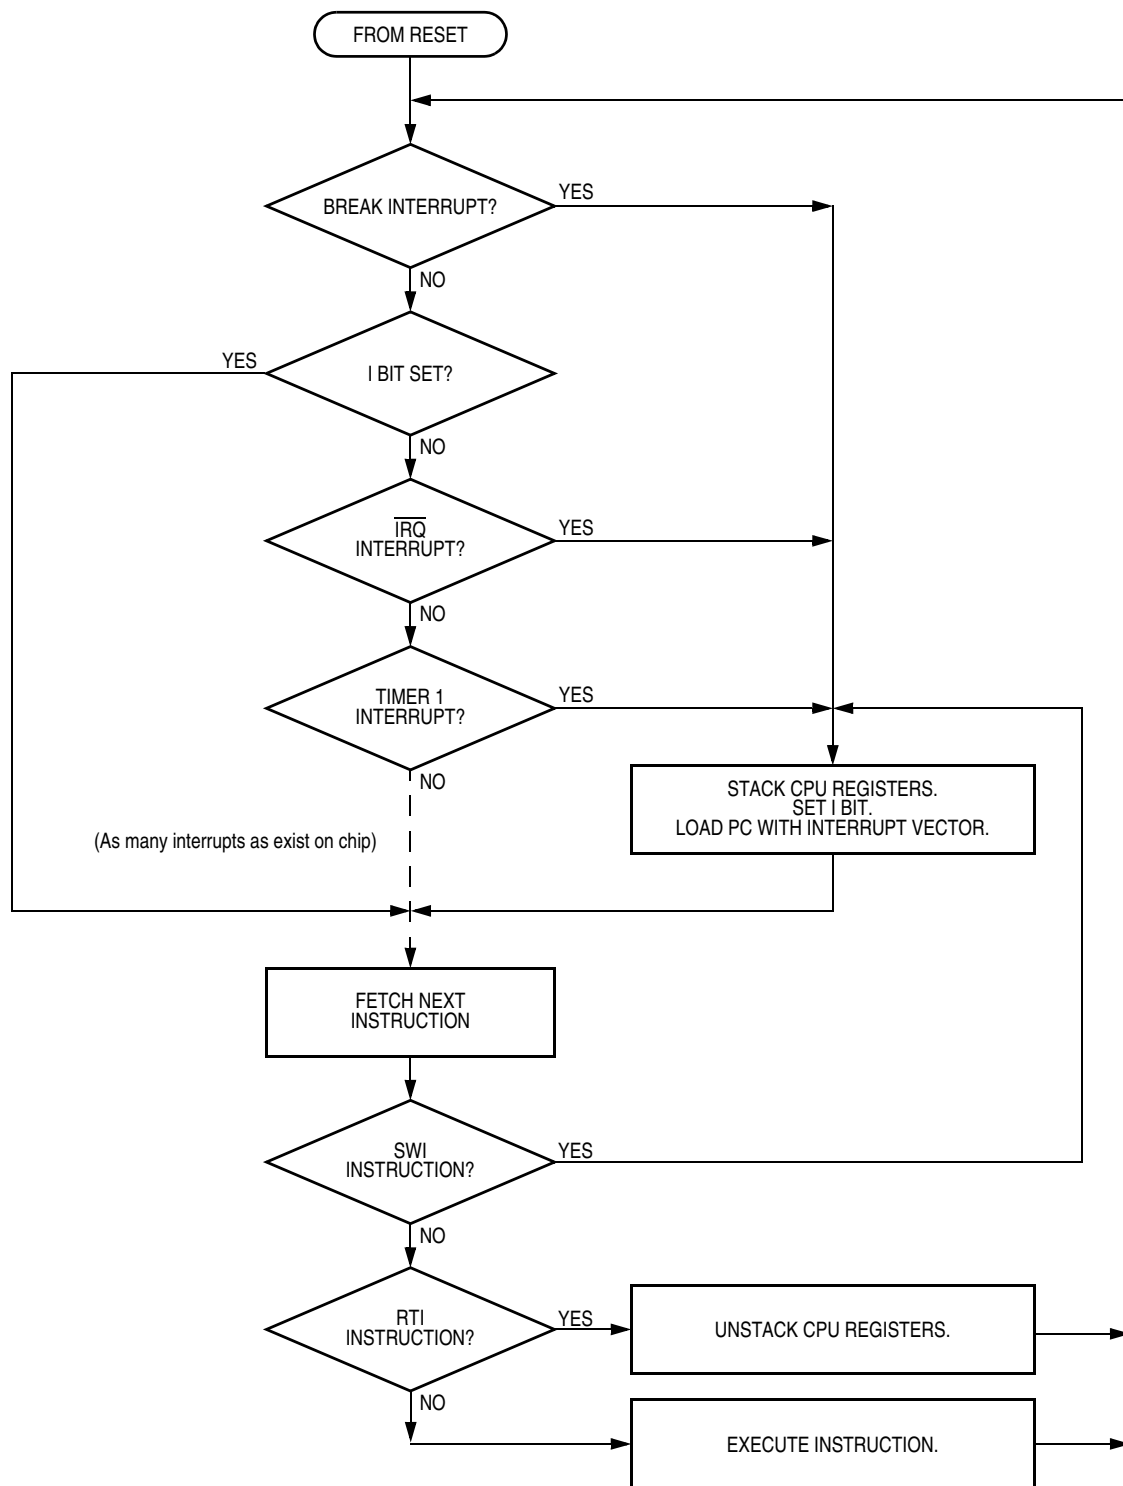 FROM RESET
BREAK INTERRUPT?
YES
NO
YES
I BIT SET?
NO
IRQ
INTERRUPT?
YES
NO
TIMER 1
INTERRUPT?
YES
NO
STACK CPU REGISTERS.
SET I BIT.
LOAD PC WITH INTERRUPT VECTOR.
(As many interrupts as exist on chip)
FETCH NEXT
INSTRUCTION
SWI
INSTRUCTION?
YES
NO
RTI
INSTRUCTION?
YES
UNSTACK CPU REGISTERS.
NO
EXECUTE INSTRUCTION.